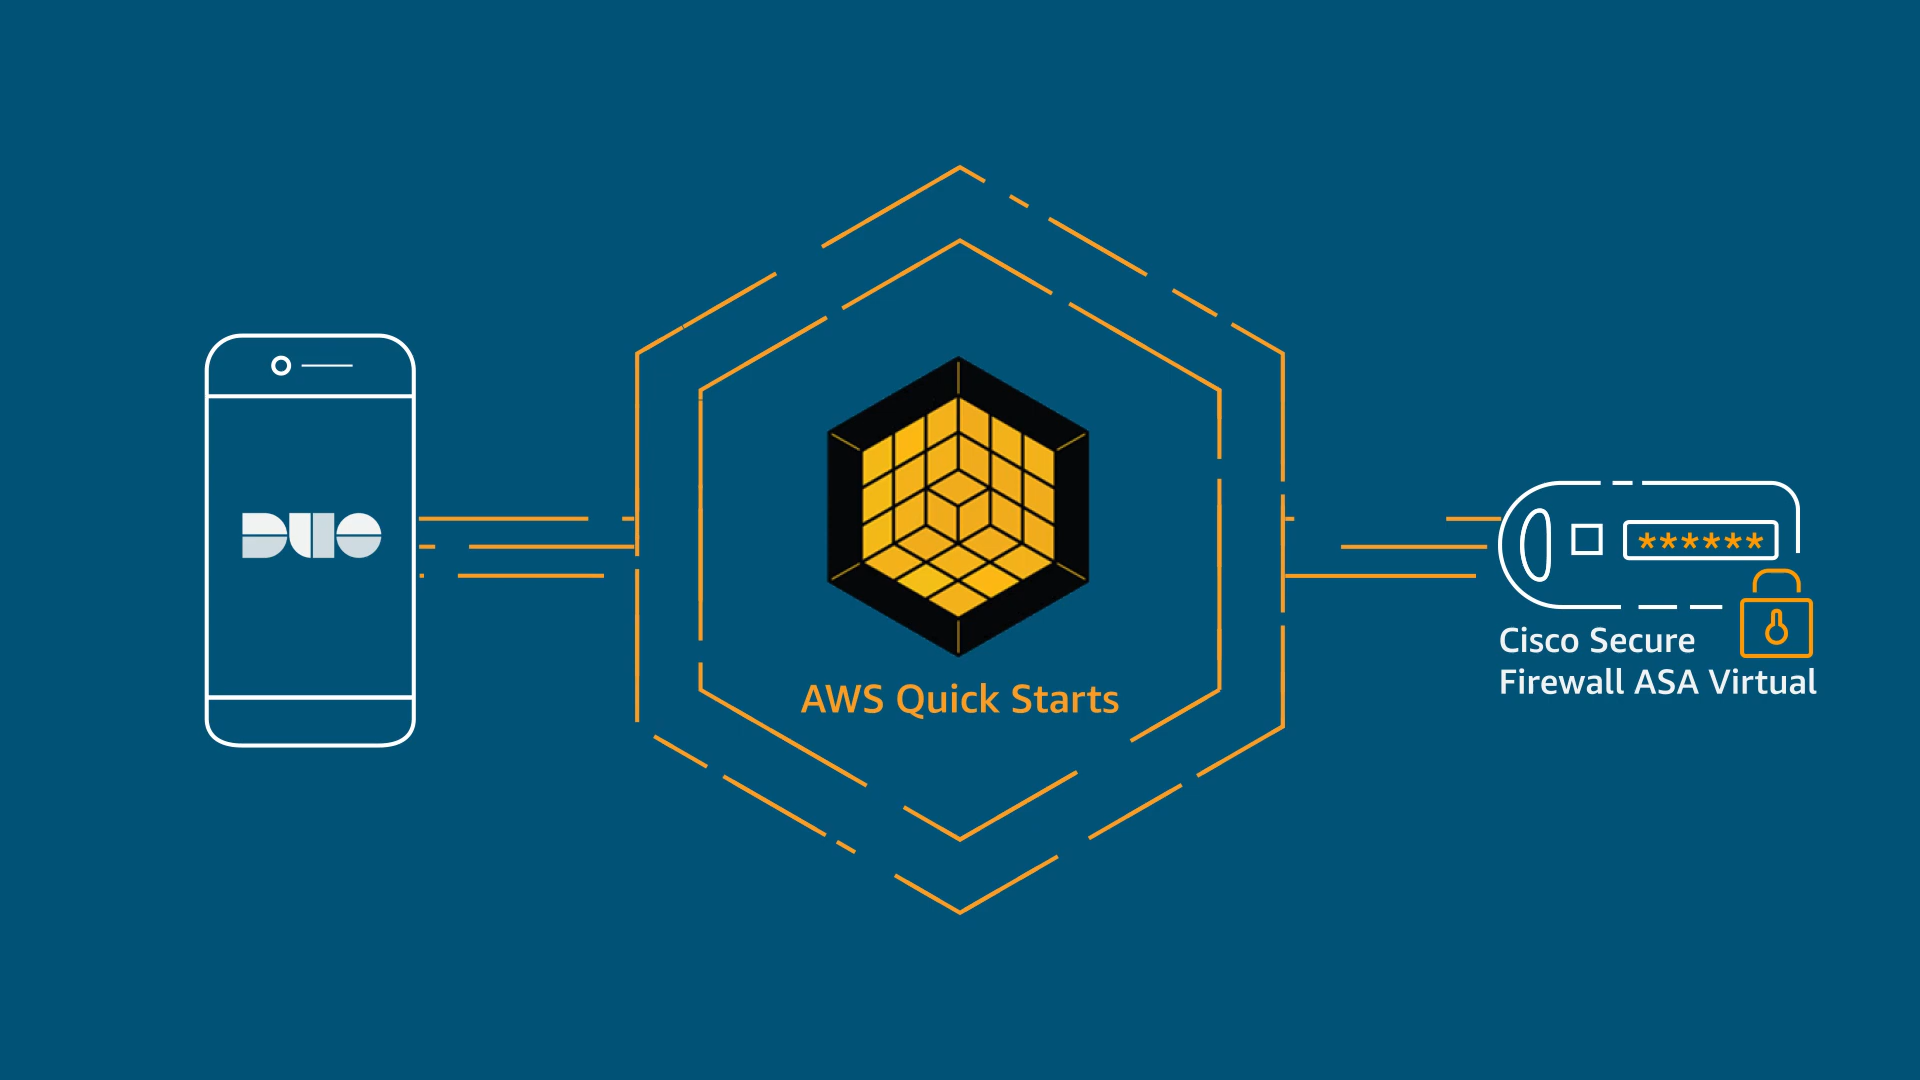 DUO
AWS Quick Starts
******
Cisco Secure
Firewall ASA Virtual